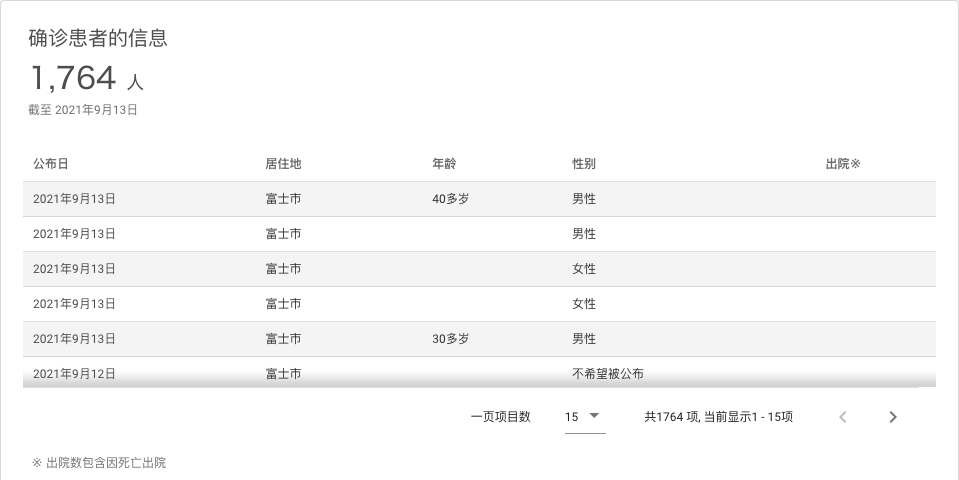 确诊患者的信息
1,764 人
截至 2021年9月13日
公布日 居住地 年龄 性别 出院※
2021年9月13日 富士市 40多岁 男性
2021年9月13日 富士市 男性
2021年9月13日 富士市 女性
2021年9月13日 富士市 女性
2021年9月13日 富士市 30多岁 男性
2021年9月12日 富士市 不希望被公布
一页项目数 15 共1764 项, 当前显示1 - 15项
※ 出院数包含因死亡出院